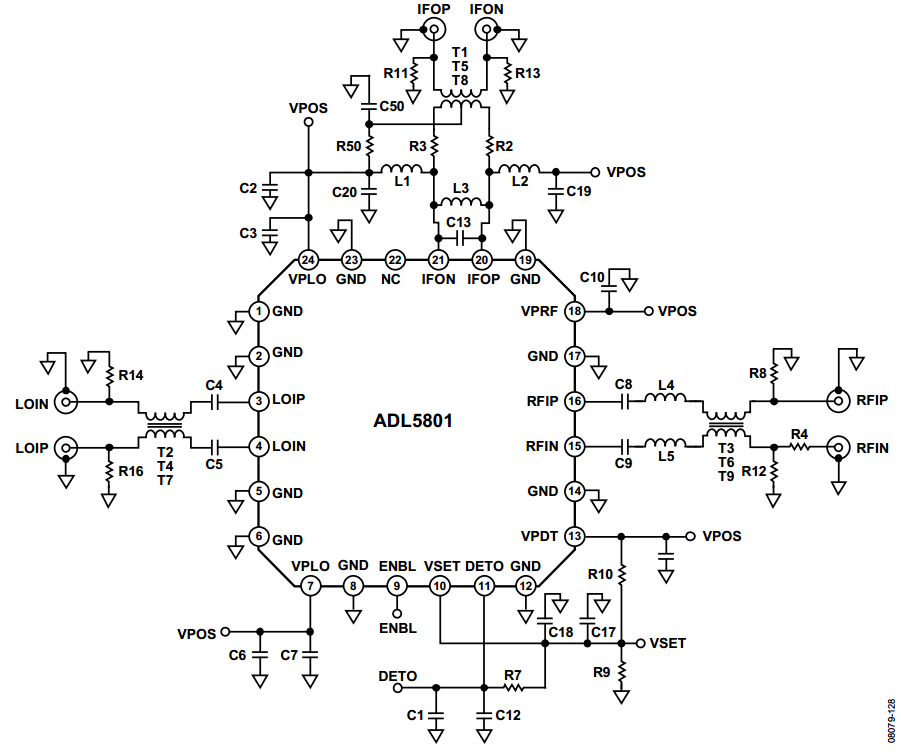 IFOP IFON
T1
T5
T8
R11 R13
C50
VPOS
R50 R3 R2
L1 L2 VPOS
C2 C20 L3 C19
C3 C13
24 23 22 21 20 19
VPLO GND NC IFON IFOP GND
C10
1 GND VPRF 18 VPOS
2 GND GND 17
R14 R8
C4 C8 L4
LOIN 3 LOIP RFIP 16 RFIP
ADL5801
R4
LOIP 4 LOIN RFIN 15 RFIN
C5 C9 L5
T2
T4
T7
T3
T6
T9
R16 R12
5 GND GND 14
6 GND VPDT 13 VPOS
VPLO GND ENBL VSET DETO GND
7 8 9 10 11 12
R10
ENBL
VPOS C18 C17 VSET
C6 C7
DETO R7 R9
C1 C12
08079-128